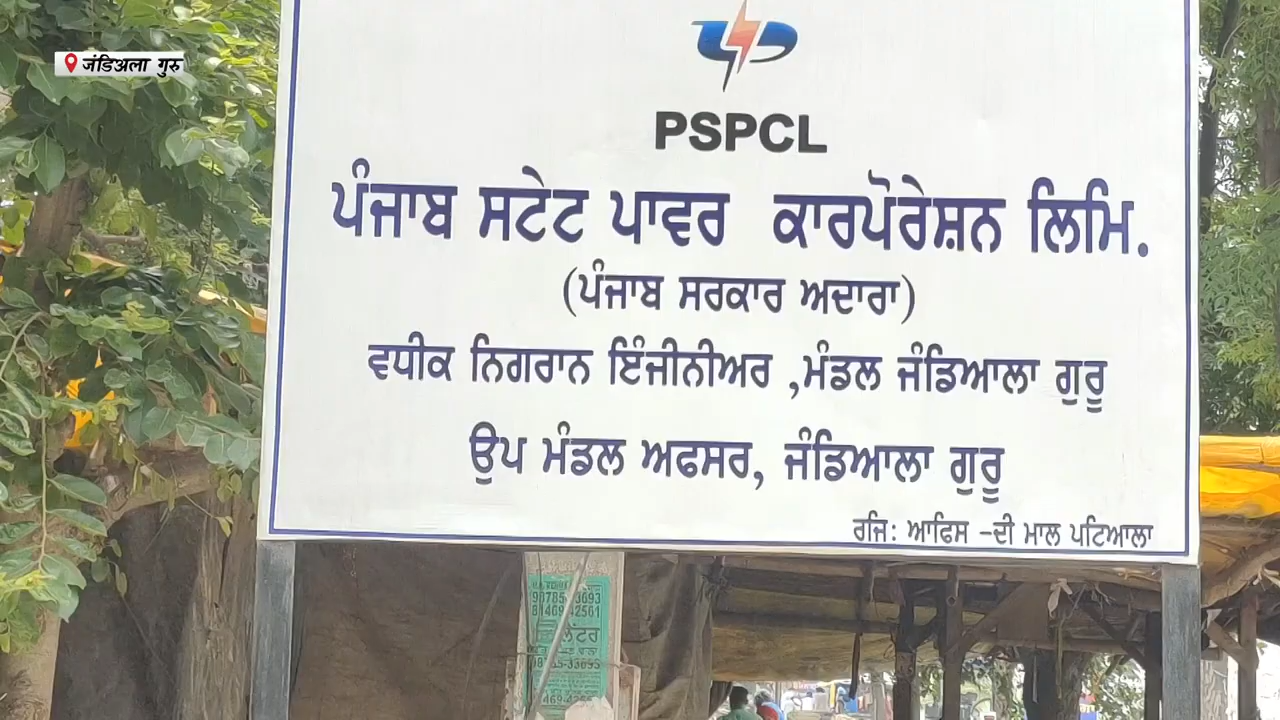 ਜੰਡਿਅਲਾ ਗੁਰੂ
PSPCL
ਪੰਜਾਬ ਸਟੇਟ ਪਾਵਰ ਕਾਰਪੋਰੇਸ਼ਨ ਲਿਮਿ.
(ਪੰਜਾਬ ਸਰਕਾਰ ਅਦਾਰਾ)
ਵਧੀਕ ਨਿਗਰਾਨ ਇੰਜੀਨੀਅਰ ,ਮੰਡਲ ਜੰਡਿਆਲਾ ਗੁਰੂ
ਉਪ ਮੰਡਲ ਅਫਸਰ, ਜੰਡਿਆਲਾ ਗੁਰੂ
ਰਜਿ: ਆਫਿਸ -ਦੀ ਮਾਲ ਪਟਿਆਲਾ